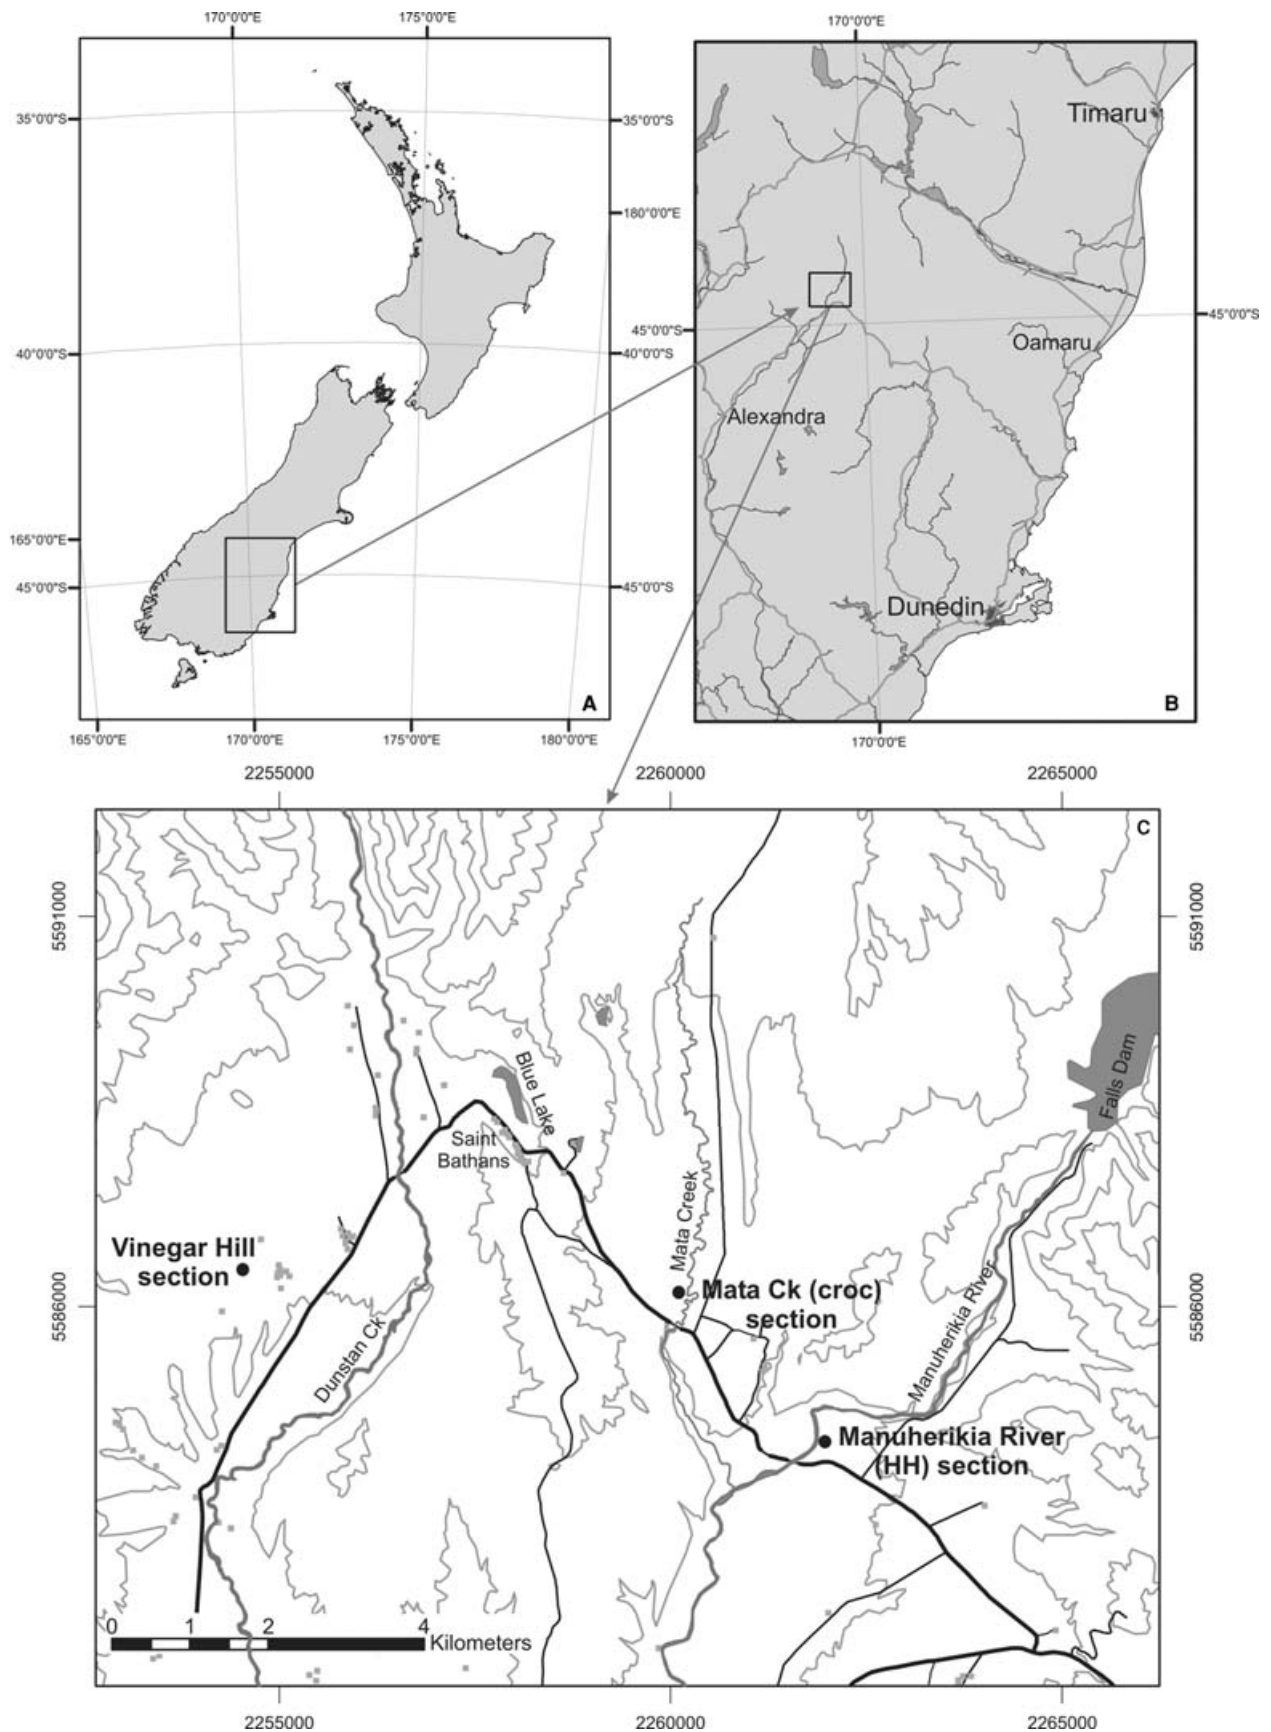 170°0'0"E
175°0'0"E
35°0'0"S
35°0'0"S
180°0'0"E
40°0'0"S
40°0'0"S
165°0'0"E
45°0'0"S
45°0'0"S
A
165°0'0"E
170°0'0"E
175°0'0"E
180°0'0"E
170°0'0"E
Timaru
45°0'0"S
45°0'0"S
Oamaru
Alexandra
Dunedin
B
170°0'0"E
2255000
2260000
2265000
C
5591000
5591000
Blue Lake
Falls Dam
Saint
Bathans
Mata Creek
Vinegar Hill
section
Mata Ck (croc)
section
5586000
5586000
Dunstan Ck
Manuherikia River
Manuherikia River
(HH) section
0
1
2
4
Kilometers
2255000
2260000
2265000